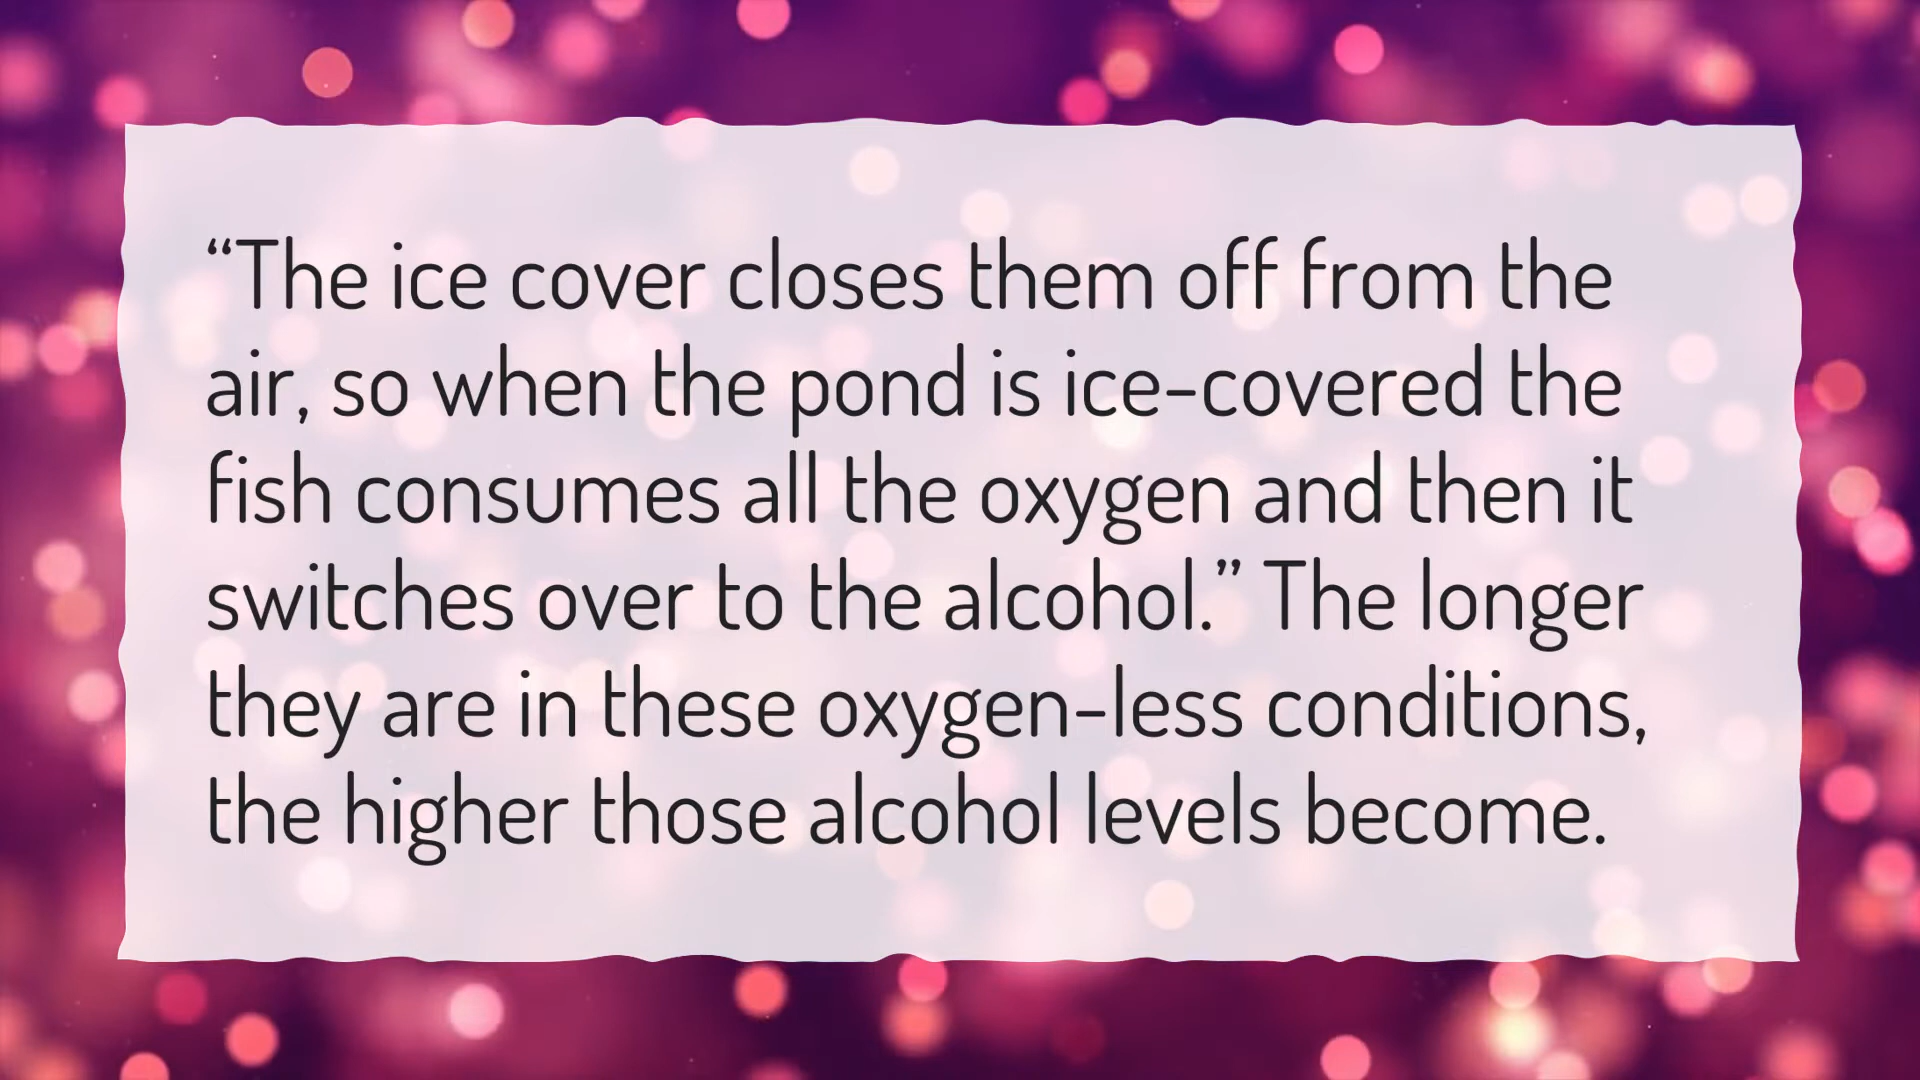 “The ice cover closes them off from the
air, so when the pond is ice-covered the
fish consumes all the oxygen and then it
switches over to the alcohol.” The longer
they are in these oxygen-less conditions,
the higher those alcohol levels become.